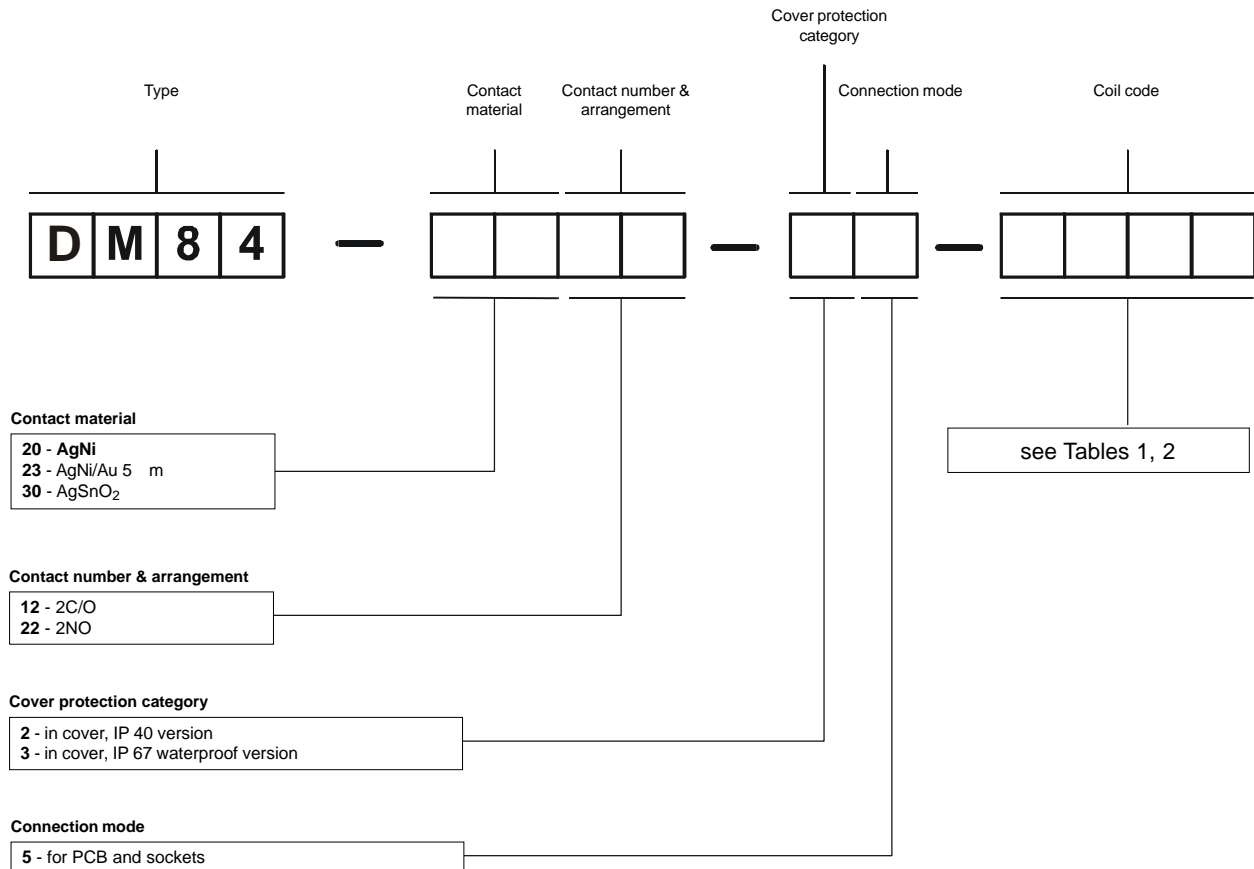 Cover protection
category
Type
Contact
material
Contact number &
arrangement
Connection mode
Coil code
DM84
Contact material
20 - AgNi
23 - AgNi/Au 5 m
30 - AgSnO₂
see Tables 1, 2
Contact number & arrangement
12 - 2C/O
22 - 2NO
Cover protection category
2 - in cover, IP 40 version
3 - in cover, IP 67 waterproof version
Connection mode
5 - for PCB and sockets